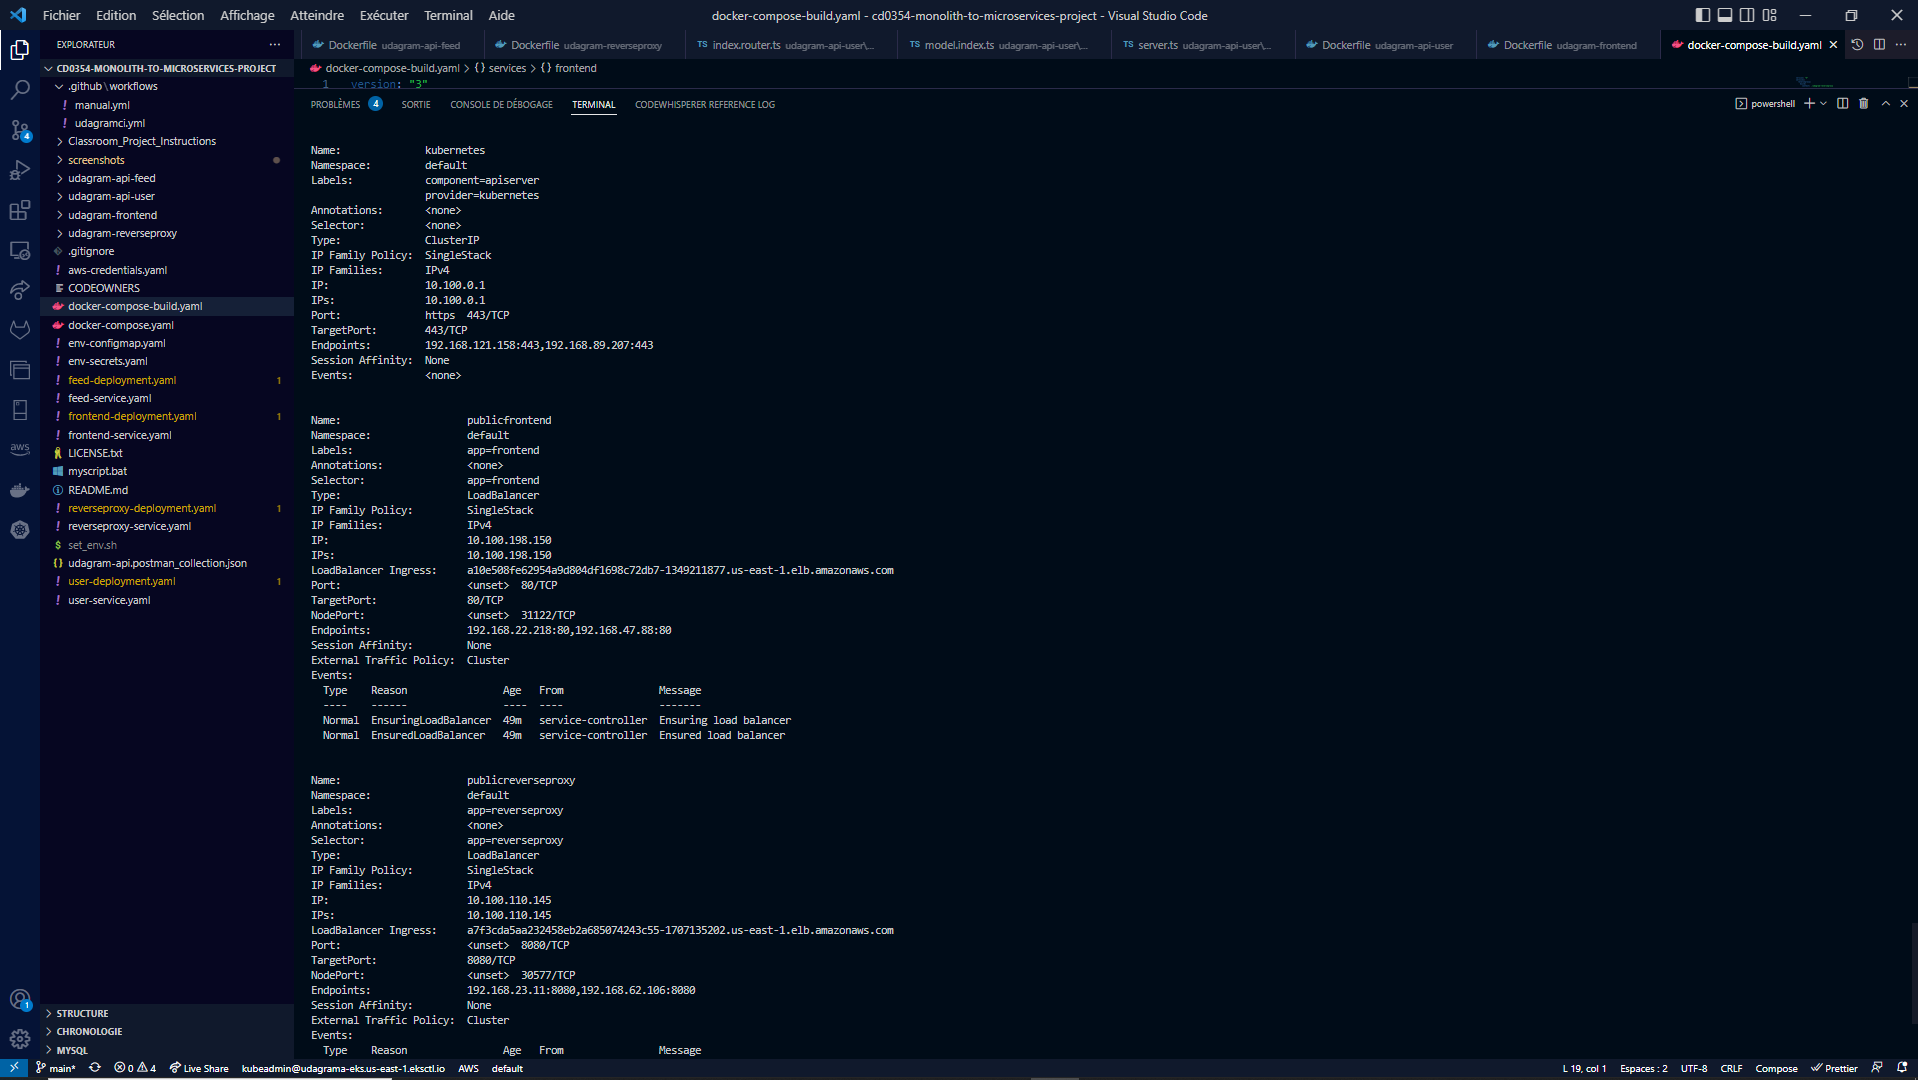 Fichier Edition Sélection Affichage Atteindre Exécuter Terminal Aide
docker-compose-build.yaml - cd0354-monolith-to-microservices-project - Visual Studio Code
EXPLORATEUR
CD0354-MONOLITH-TO-MICROSERVICES-PROJECT
.github\workflows
! manual.yml
! udagramci.yml
Classroom_Project_Instructions
screenshots
udagram-api-feed
udagram-api-user
udagram-frontend
udagram-reverseproxy
.gitignore
! aws-credentials.yaml
CODEOWNERS
docker-compose-build.yaml
docker-compose.yaml
! env-configmap.yaml
! env-secrets.yaml
! feed-deployment.yaml 1
! feed-service.yaml
! frontend-deployment.yaml 1
! frontend-service.yaml
LICENSE.txt
myscript.bat
README.md
! reverseproxy-deployment.yaml 1
! reverseproxy-service.yaml
$ set_env.sh
{} udagram-api.postman_collection.json
! user-deployment.yaml 1
! user-service.yaml
STRUCTURE
CHRONOLOGIE
MYSQL
4
aws
1
Dockerfile udagram-api-feed
Dockerfile udagram-reverseproxy
TS index.router.ts udagram-api-user\...
TS model.index.ts udagram-api-user\...
TS server.ts udagram-api-user\...
Dockerfile udagram-api-user
Dockerfile udagram-frontend
docker-compose-build.yaml
docker-compose-build.yaml > {} services > {} frontend
1 version: "3"
PROBLÈMES 4 SORTIE CONSOLE DE DÉBOGAGE TERMINAL CODEWHISPERER REFERENCE LOG
powershell
Name: kubernetes
Namespace: default
Labels: component=apiserver
provider=kubernetes
Annotations: <none>
Selector: <none>
Type: ClusterIP
IP Family Policy: SingleStack
IP Families: IPv4
IP: 10.100.0.1
IPs: 10.100.0.1
Port: https 443/TCP
TargetPort: 443/TCP
Endpoints: 192.168.121.158:443,192.168.89.207:443
Session Affinity: None
Events: <none>
Name: publicfrontend
Namespace: default
Labels: app=frontend
Annotations: <none>
Selector: app=frontend
Type: LoadBalancer
IP Family Policy: SingleStack
IP Families: IPv4
IP: 10.100.198.150
IPs: 10.100.198.150
LoadBalancer Ingress: a10e508fe62954a9d804df1698c72db7-1349211877.us-east-1.elb.amazonaws.com
Port: <unset> 80/TCP
TargetPort: 80/TCP
NodePort: <unset> 31122/TCP
Endpoints: 192.168.22.218:80,192.168.47.88:80
Session Affinity: None
External Traffic Policy: Cluster
Events:
Type Reason Age From Message
---- ------ ---- ---- -------
Normal EnsuringLoadBalancer 49m service-controller Ensuring load balancer
Normal EnsuredLoadBalancer 49m service-controller Ensured load balancer
Name: publicreverseproxy
Namespace: default
Labels: app=reverseproxy
Annotations: <none>
Selector: app=reverseproxy
Type: LoadBalancer
IP Family Policy: SingleStack
IP Families: IPv4
IP: 10.100.110.145
IPs: 10.100.110.145
LoadBalancer Ingress: a7f3cda5aa232458eb2a685074243c55-1707135202.us-east-1.elb.amazonaws.com
Port: <unset> 8080/TCP
TargetPort: 8080/TCP
NodePort: <unset> 30577/TCP
Endpoints: 192.168.23.11:8080,192.168.62.106:8080
Session Affinity: None
External Traffic Policy: Cluster
Events:
Type Reason Age From Message
main* 0 4 Live Share kubeadmin@udagrama-eks.us-east-1.eksctl.io AWS default
L 19, col 1 Espaces : 2 UTF-8 CRLF Compose Prettier